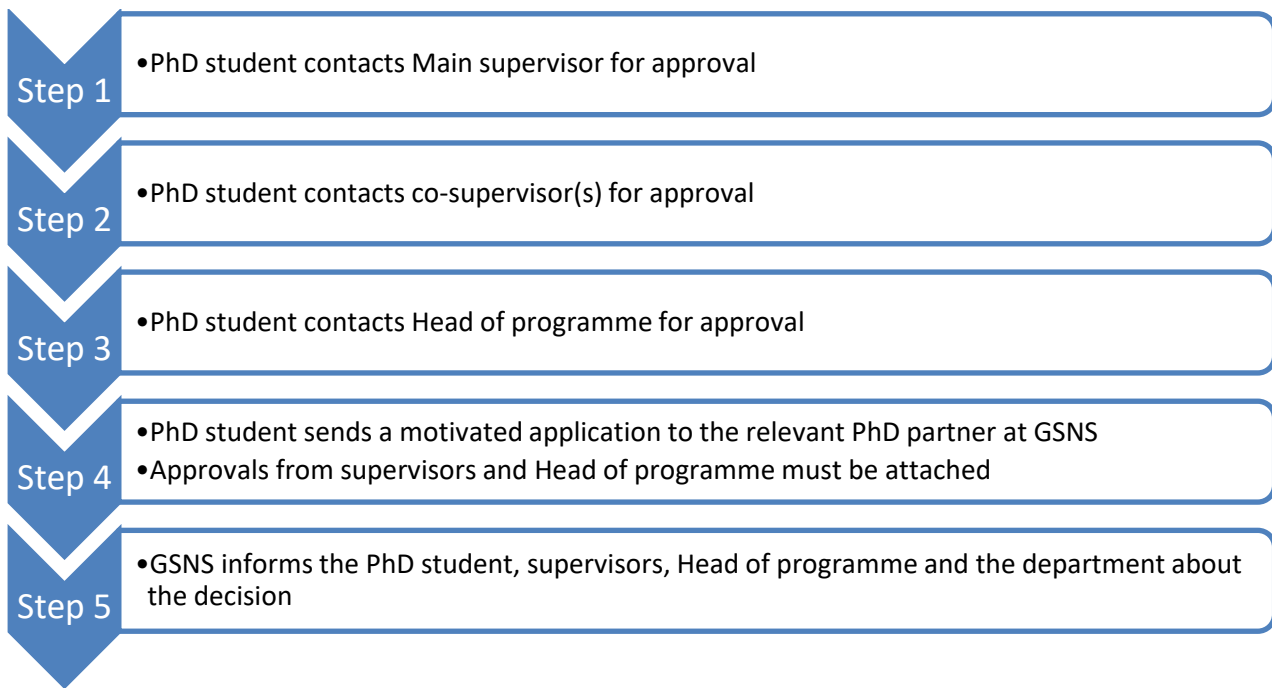 Step 1
•PhD student contacts Main supervisor for approval
Step 2
•PhD student contacts co-supervisor(s) for approval
Step 3
•PhD student contacts Head of programme for approval
Step 4
•PhD student sends a motivated application to the relevant PhD partner at GSNS
•Approvals from supervisors and Head of programme must be attached
Step 5
•GSNS informs the PhD student, supervisors, Head of programme and the department about
the decision